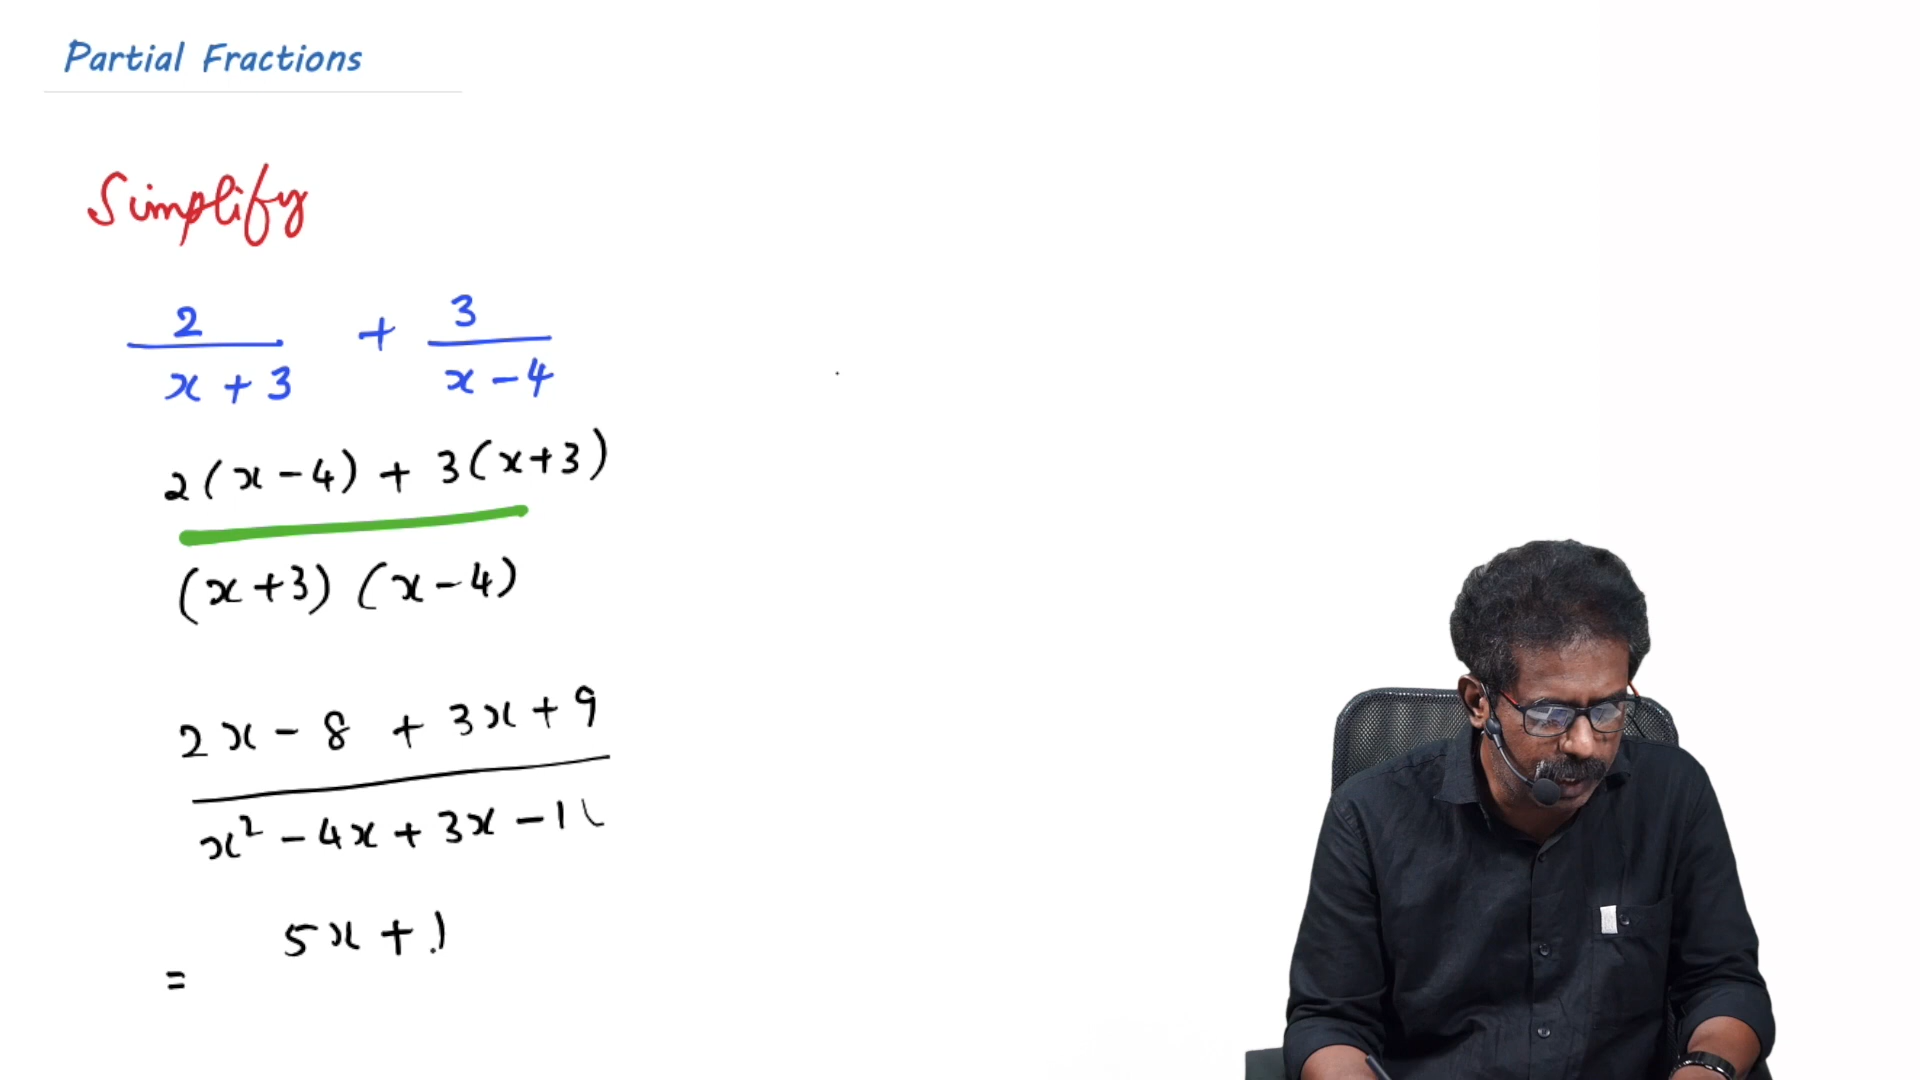 Partial Fractions
Simplify
2/(x + 3) + 3/(x - 4)
2(x - 4) + 3(x + 3)
(x + 3) (x - 4)
2x - 8 + 3x + 9
x² - 4x + 3x - 1
5x + 1
=